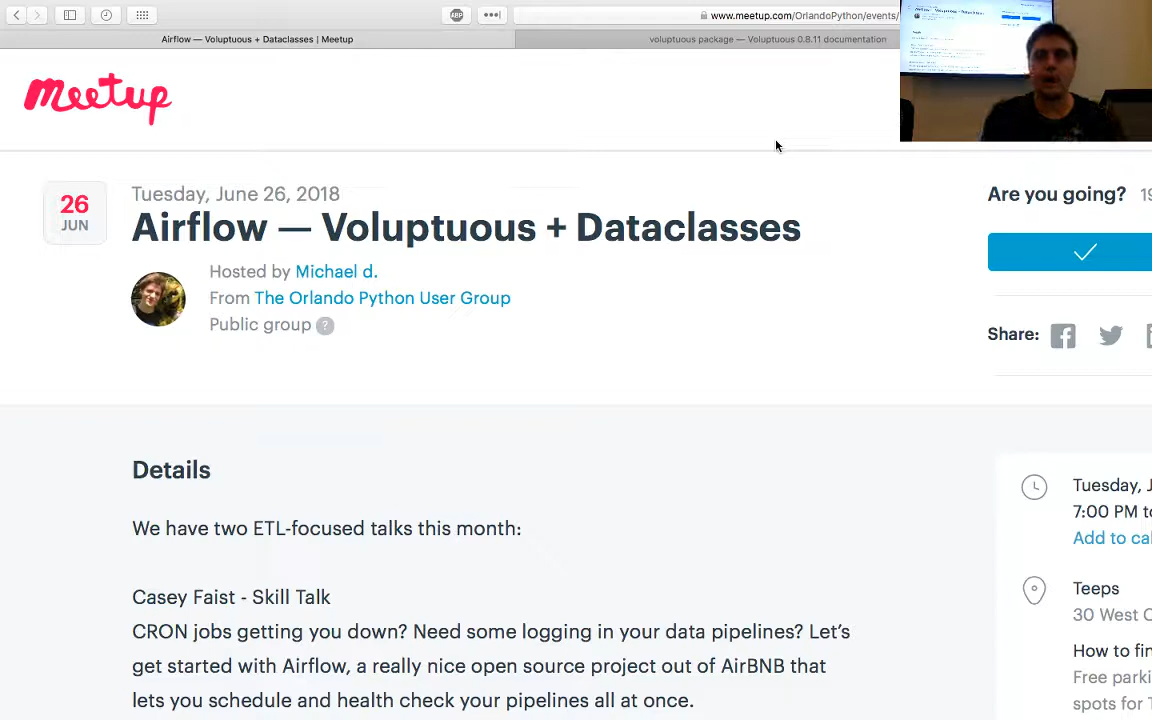 ABP
www.meetup.com/OrlandoPython/events/
Airflow — Voluptuous + Dataclasses | Meetup
voluptuous package — Voluptuous 0.8.11 documentation
meetup
26
JUN
Tuesday, June 26, 2018
Airflow — Voluptuous + Dataclasses
Hosted by Michael d.
From The Orlando Python User Group
Public group ?
Are you going?
Share:
Details
We have two ETL-focused talks this month:
Casey Faist - Skill Talk
CRON jobs getting you down? Need some logging in your data pipelines? Let’s
get started with Airflow, a really nice open source project out of AirBNB that
lets you schedule and health check your pipelines all at once.
Tuesday, J
7:00 PM to
Add to cal
Teeps
30 West C
How to fin
Free parki
spots for T